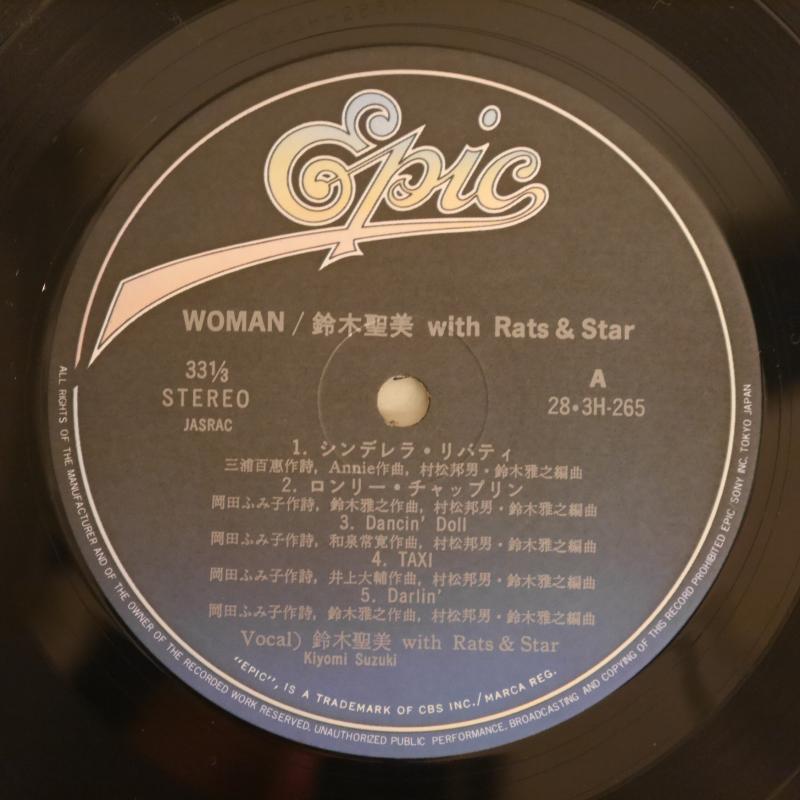 Epic
WOMAN / 鈴木聖美 with Rats & Star
33⅓
STEREO
JASRAC
A
28・3H-265
1. シンデレラ・リバティ
三浦百惠作詩, Annie作曲, 村松邦男・鈴木雅之編曲
2. ロンリー・チャップリン
岡田ふみ子作詩, 鈴木雅之作曲, 村松邦男・鈴木雅之編曲
3. Dancin' Doll
岡田ふみ子作詩, 和泉常寛作曲, 村松邦男・鈴木雅之編曲
4. TAXI
岡田ふみ子作詩, 井上大輔作曲, 村松邦男・鈴木雅之編曲
5. Darlin'
岡田ふみ子作詩, 鈴木雅之作曲, 村松邦男・鈴木雅之編曲
Vocal) 鈴木聖美 with Rats & Star
Kiyomi Suzuki
"EPIC", IS A TRADEMARK OF CBS INC./MARCA REG.
ALL RIGHTS OF THE MANUFACTURER AND OF THE OWNER OF THE RECORDED WORK RESERVED, UNAUTHORIZED PUBLIC PERFORMANCE, BROADCASTING AND COPYING OF THIS RECORD PROHIBITED EPIC/SONY INC. TOKYO JAPAN